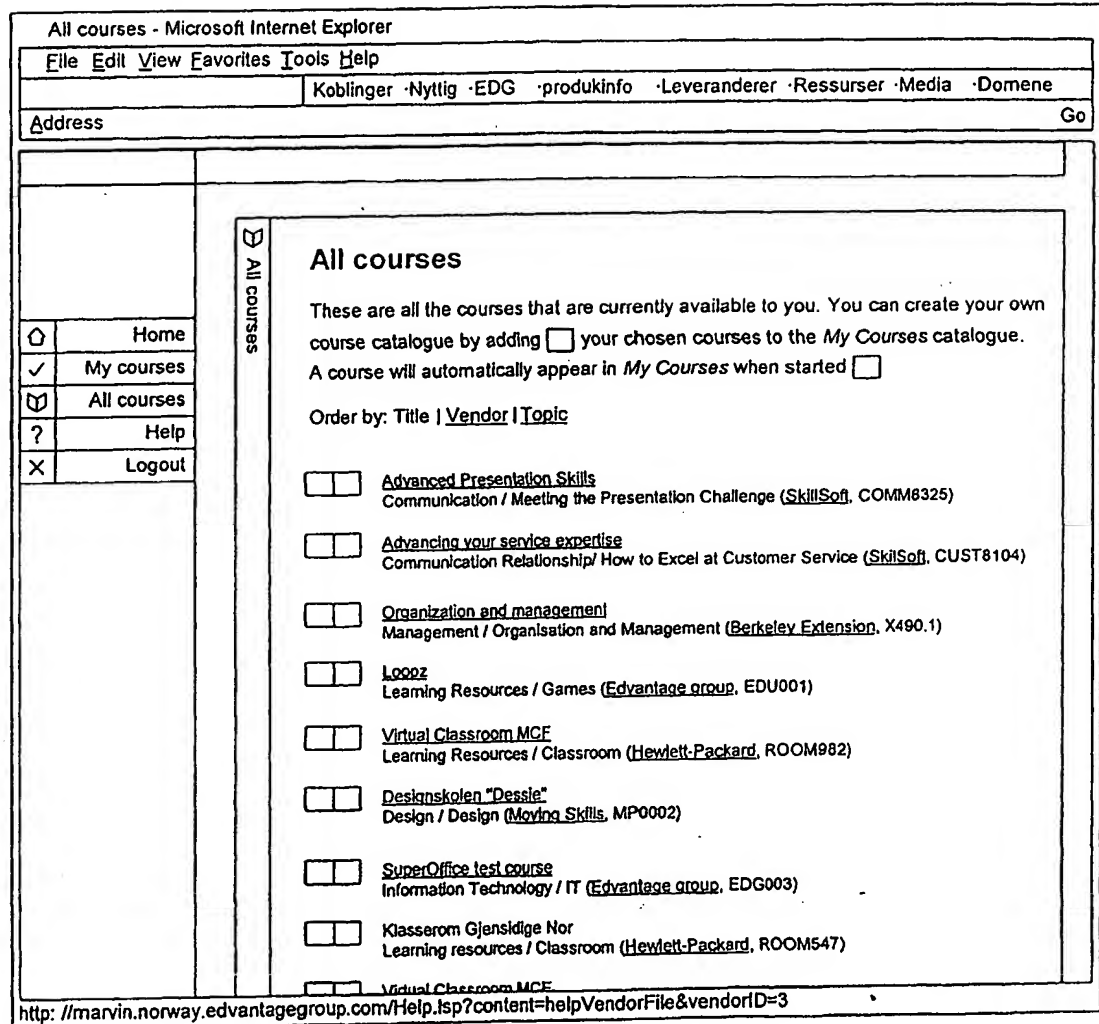 All courses - Microsoft Internet Explorer
File Edit View Favorites Tools Help
Koblinger ·Nyttig ·EDG ·produkinfo ·Leveranderer ·Ressurser ·Media ·Domene
Address Go
All courses
Home
My courses
All courses
? Help
Logout
All courses
These are all the courses that are currently available to you. You can create your own
course catalogue by adding your chosen courses to the My Courses catalogue.
A course will automatically appear in My Courses when started
Order by: Title | Vendor | Topic
Advanced Presentation Skills
Communication / Meeting the Presentation Challenge (SkillSoft, COMM8325)
Advancing your service expertise
Communication Relationship/ How to Excel at Customer Service (SkilSoft, CUST8104)
Organization and management
Management / Organisation and Management (Berkeley Extension, X490.1)
Loopz
Learning Resources / Games (Edvantage group, EDU001)
Virtual Classroom MCF
Learning Resources / Classroom (Hewlett-Packard, ROOM982)
Designskolen "Dessie"
Design / Design (Moving Skills, MP0002)
SuperOffice test course
Information Technology / IT (Edvantage group, EDG003)
Klasserom Gjensidige Nor
Learning resources / Classroom (Hewlett-Packard, ROOM547)
Virtual Classroom MCF
http: //marvin.norway.edvantagegroup.com/Help.lsp?content=helpVendorFile&vendorID=3